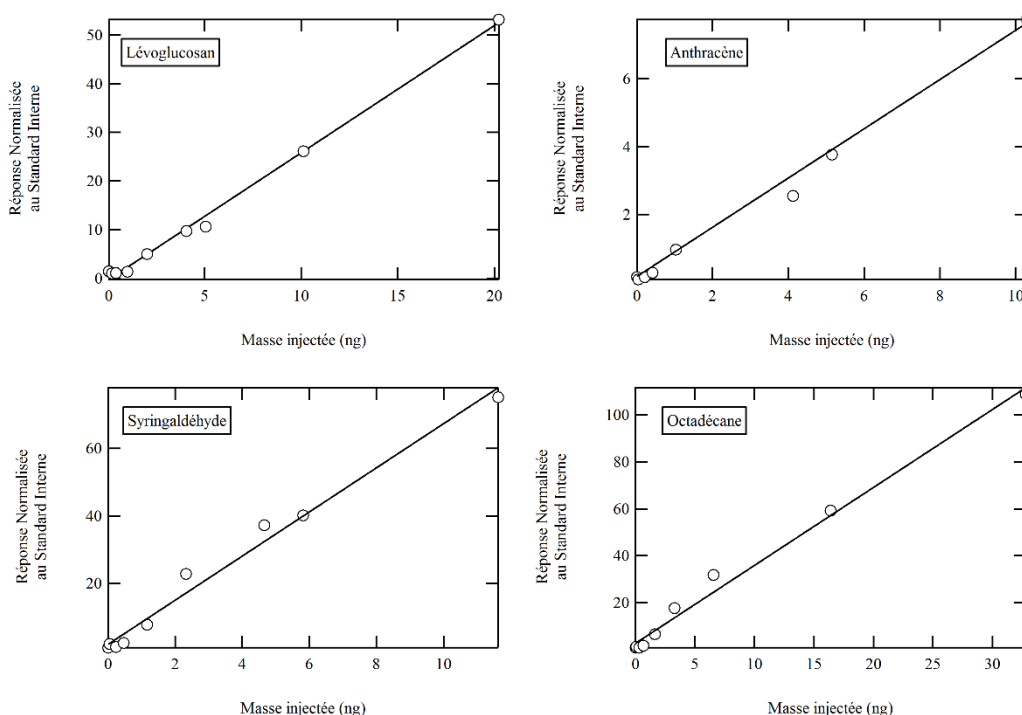 Lévoglucosan
Réponse Normalisée
au Standard Interne
50
40
30
20
10
0
0
5
10
15
20
Masse injectée (ng)
Anthracène
Réponse Normalisée
au Standard Interne
6
4
2
0
2
4
6
8
10
Masse injectée (ng)
Syringaldéhyde
Réponse Normalisée
au Standard Interne
60
40
20
0
2
4
6
8
10
Masse injectée (ng)
Octadécane
Réponse Normalisée
au Standard Interne
100
80
60
40
20
0
5
10
15
20
25
30
Masse injectée (ng)